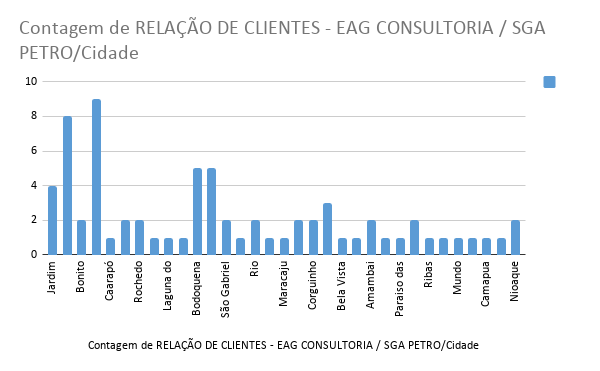 Contagem de RELAÇÃO DE CLIENTES - EAG CONSULTORIA / SGA
PETRO/Cidade
10
8
6
4
2
0
Jardim
Bonito
Caarapó
Rochedo
Laguna do
Bodoquena
São Gabriel
Rio
Maracaju
Corguinho
Bela Vista
Amambai
Paraiso das
Ribas
Mundo
Camapua
Nioaque
Contagem de RELAÇÃO DE CLIENTES - EAG CONSULTORIA / SGA PETRO/Cidade